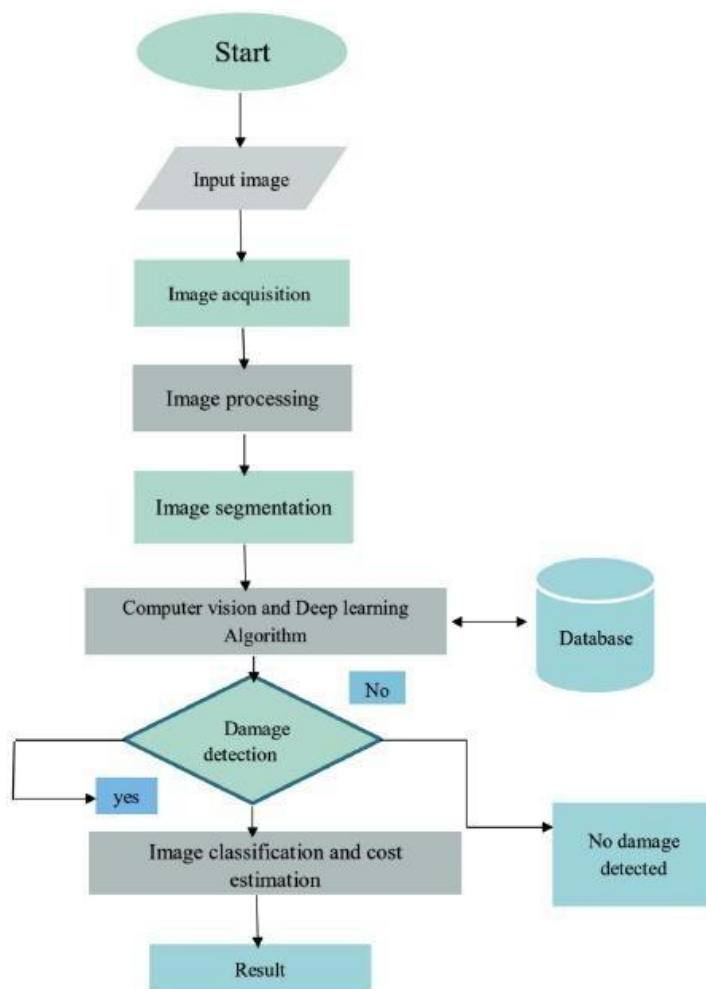 Start
Input image
Image acquisition
Image processing
Image segmentation
Computer vision and Deep learning
Algorithm
Database
No
Damage
detection
yes
No damage
detected
Image classification and cost
estimation
Result